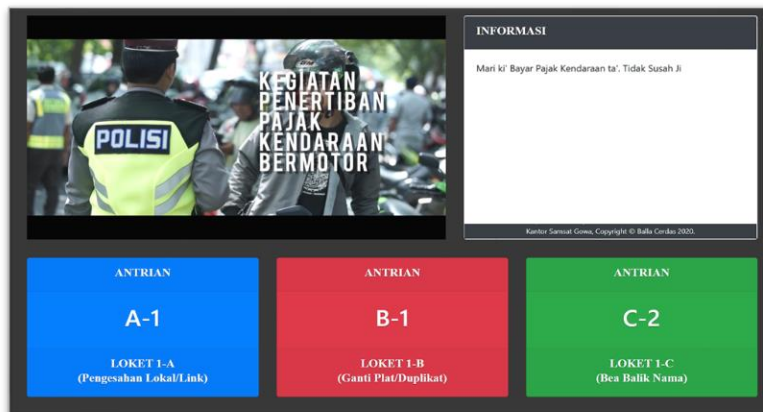 POLISI
KEGIATAN
PENERTIBAN
PAJAK
KENDARAAN
BERMOTOR
INFORMASI
Mari ki' Bayar Pajak Kendaraan ta'. Tidak Susah Ji
Kantor Samsat Gowa, Copyright © Balla Cerdas 2020.
ANTRIAN
A-1
LOKET 1-A
(Pengesahan Lokal/Link)
ANTRIAN
B-1
LOKET 1-B
(Ganti Plat/Duplikat)
ANTRIAN
C-2
LOKET 1-C
(Bea Balik Nama)